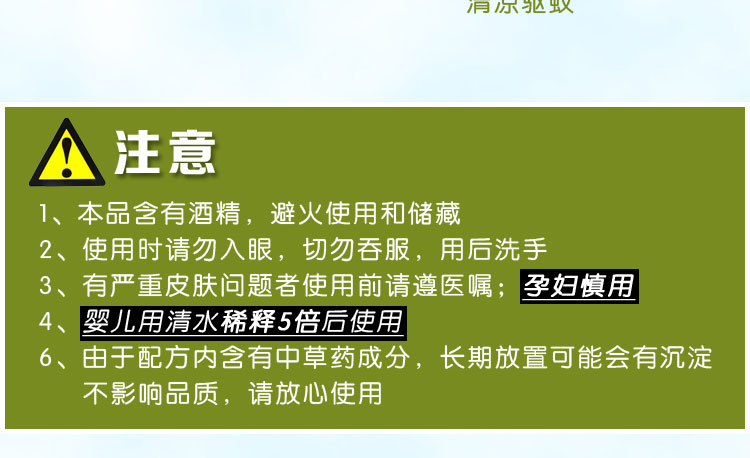 清凉驱蚊
注意
1、本品含有酒精，避火使用和储藏
2、使用时请勿入眼，切勿吞服，用后洗手
3、有严重皮肤问题者使用前请遵医嘱；孕妇慎用
4、婴儿用清水稀释5倍后使用
6、由于配方内含有中草药成分，长期放置可能会有沉淀
不影响品质，请放心使用